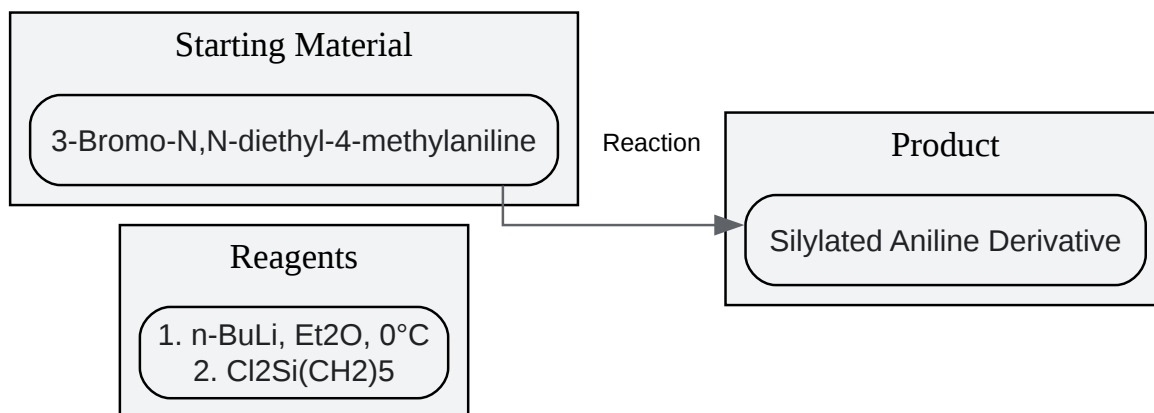 Starting Material
3-Bromo-N,N-diethyl-4-methylaniline
Reaction
Product
Silylated Aniline Derivative
Reagents
1. n-BuLi, Et2O, 0°C
2. Cl2Si(CH2)5